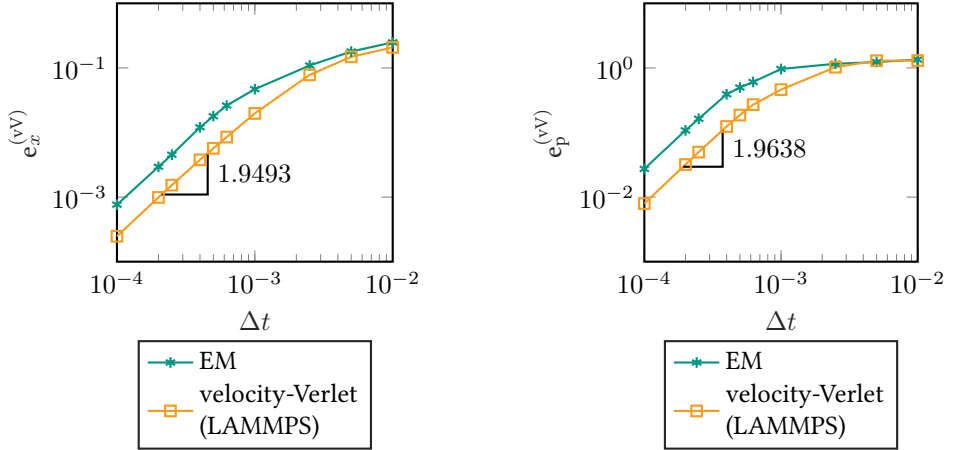 10^{-1}
10^{-3}
e_x^{(vV)}
1.9493
10^{-4}
10^{-3}
10^{-2}
Δt
EM
velocity-Verlet
(LAMMPS)
10^{0}
10^{-2}
e_p^{(vV)}
1.9638
10^{-4}
10^{-3}
10^{-2}
Δt
EM
velocity-Verlet
(LAMMPS)